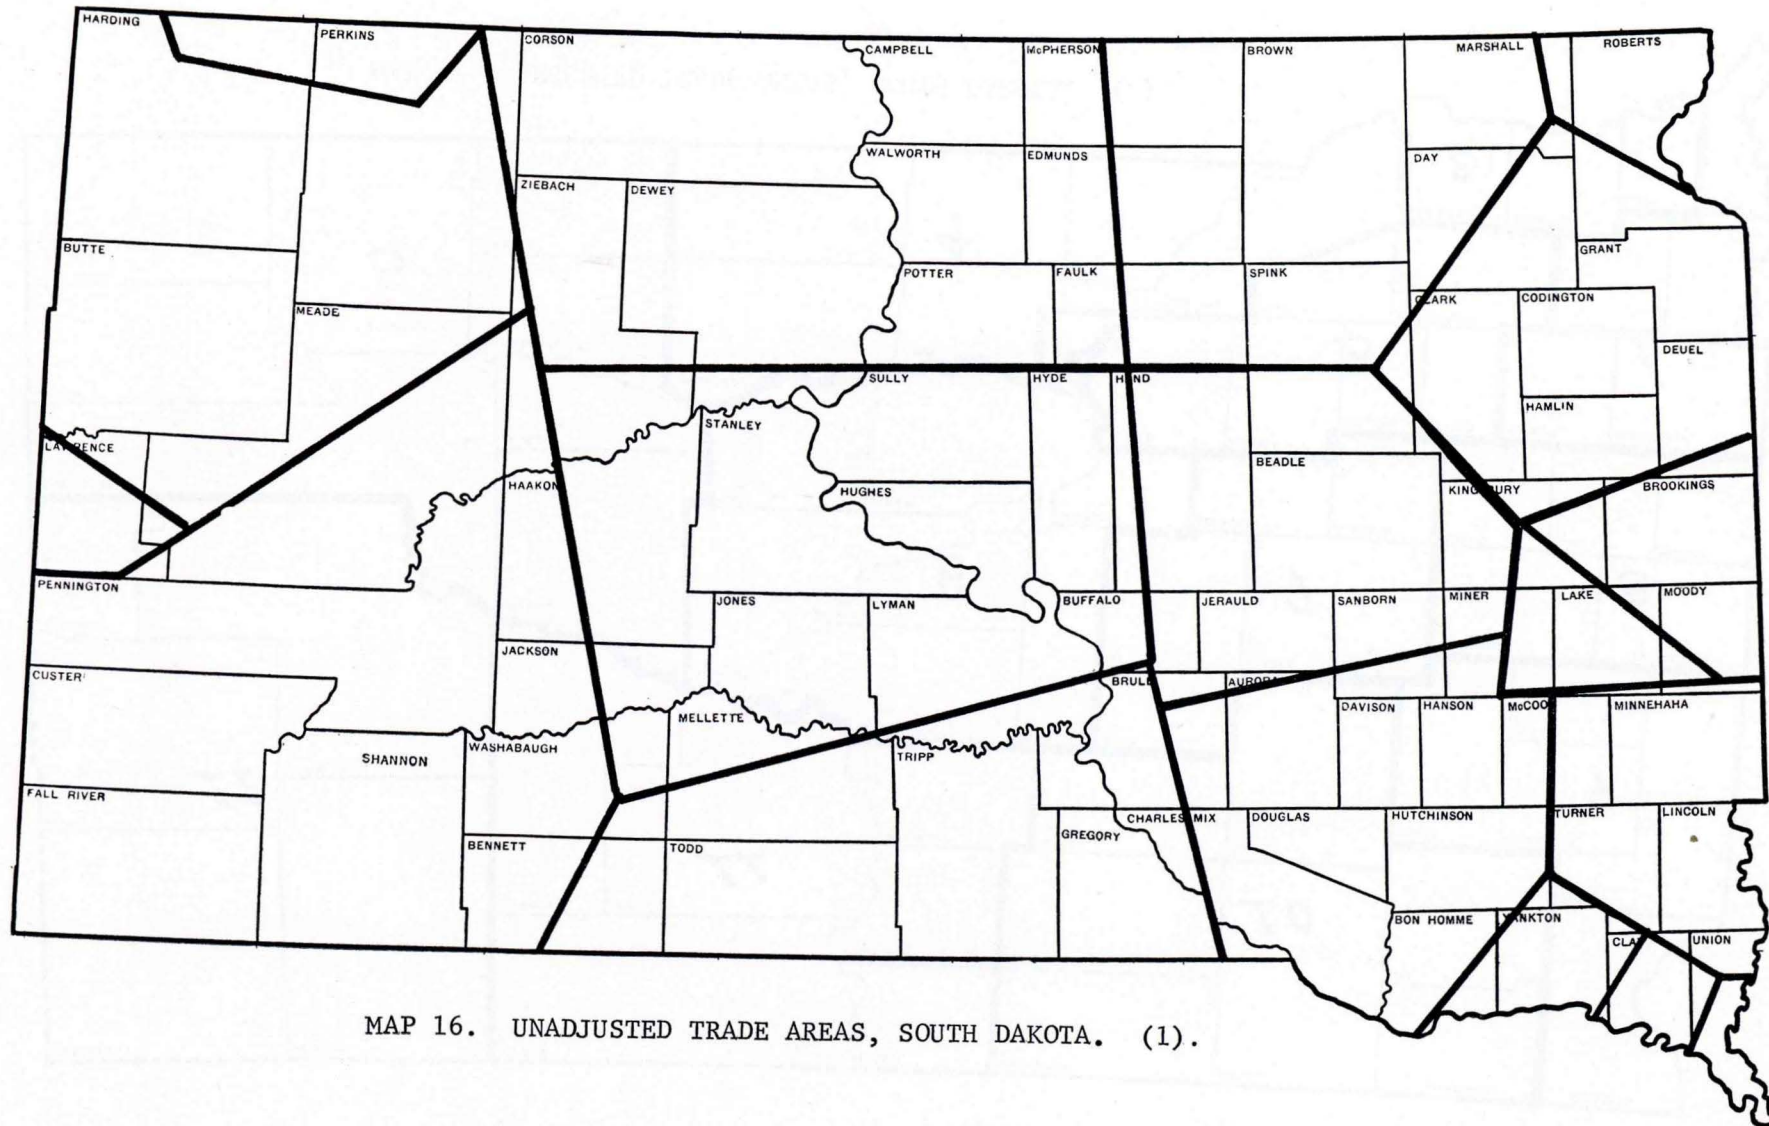 HARDING
PERKINS
CORSON
CAMPBELL
McPHERSON
BROWN
MARSHALL
ROBERTS
WALWORTH
EDMUNDS
DAY
ZIEBACH
DEWEY
BUTTE
GRANT
POTTER
FAULK
SPINK
CLARK
CODINGTON
MEADE
DEUEL
SULLY
HYDE
HAND
HAMLIN
STANLEY
LAWRENCE
BEADLE
HAAKON
HUGHES
KINGSBURY
BROOKINGS
PENNINGTON
JONES
LYMAN
BUFFALO
JERAULD
SANBORN
MINER
LAKE
MOODY
JACKSON
CUSTER
BRULE
AURORA
DAVISON
HANSON
McCOOK
MINNEHAHA
MELLETTE
WASHABAUGH
SHANNON
TRIPP
FALL RIVER
CHARLES MIX
DOUGLAS
HUTCHINSON
TURNER
LINCOLN
GREGORY
BENNETT
TODD
BON HOMME
YANKTON
CLAY
UNION
MAP 16. UNADJUSTED TRADE AREAS, SOUTH DAKOTA. (1).